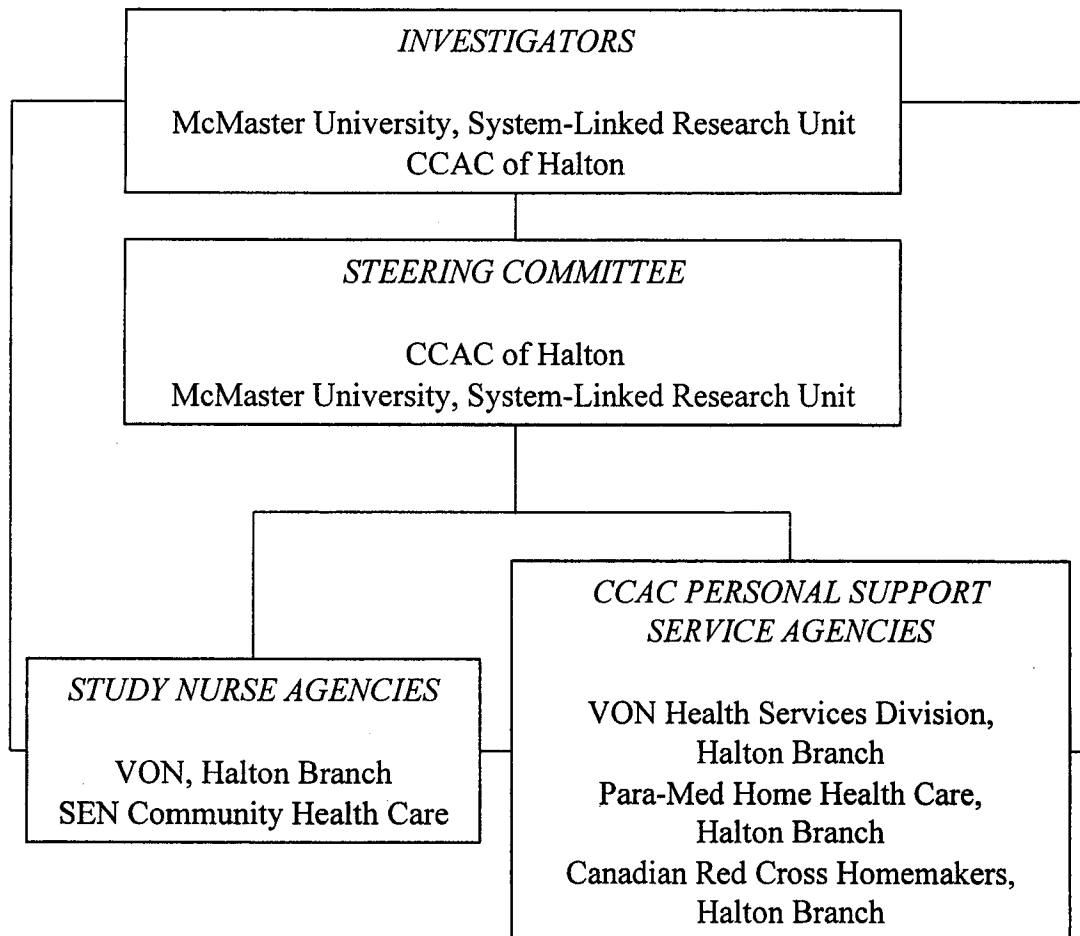 INVESTIGATORS
McMaster University, System-Linked Research Unit
CCAC of Halton
STEERING COMMITTEE
CCAC of Halton
McMaster University, System-Linked Research Unit
STUDY NURSE AGENCIES
VON, Halton Branch
SEN Community Health Care
CCAC PERSONAL SUPPORT
SERVICE AGENCIES
VON Health Services Division,
Halton Branch
Para-Med Home Health Care,
Halton Branch
Canadian Red Cross Homemakers,
Halton Branch